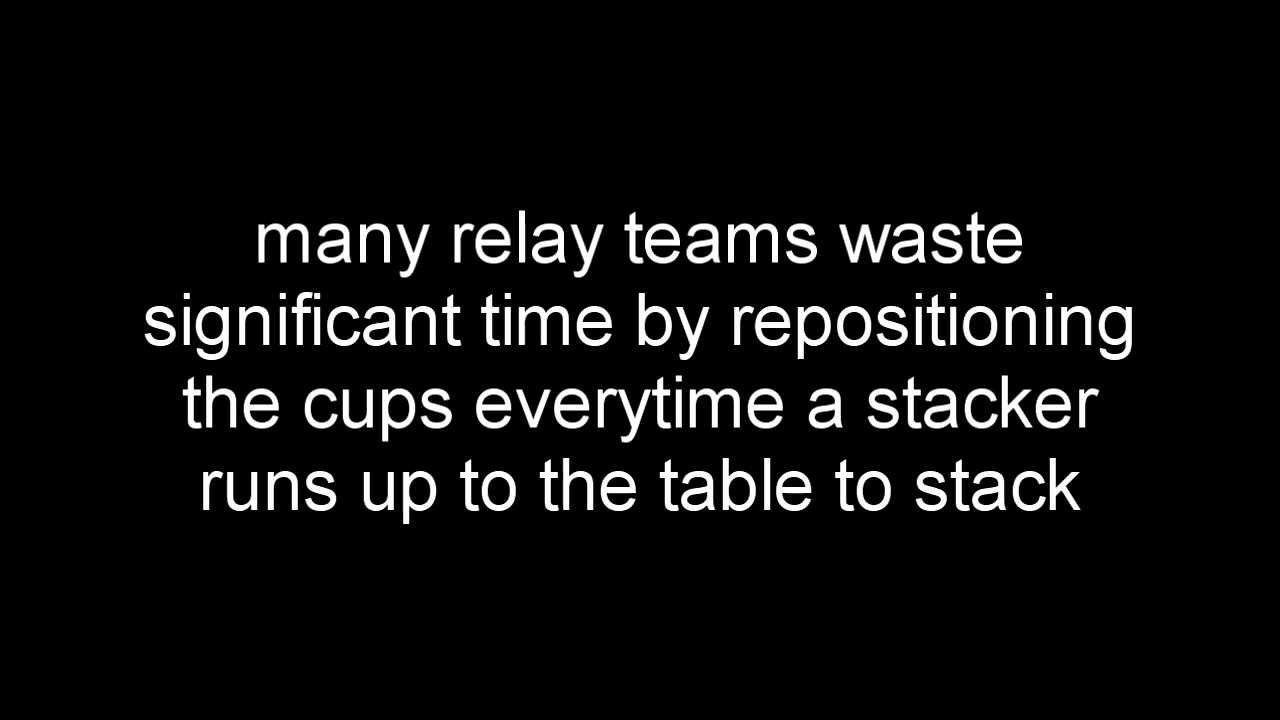 many relay teams waste
significant time by repositioning
the cups everytime a stacker
runs up to the table to stack